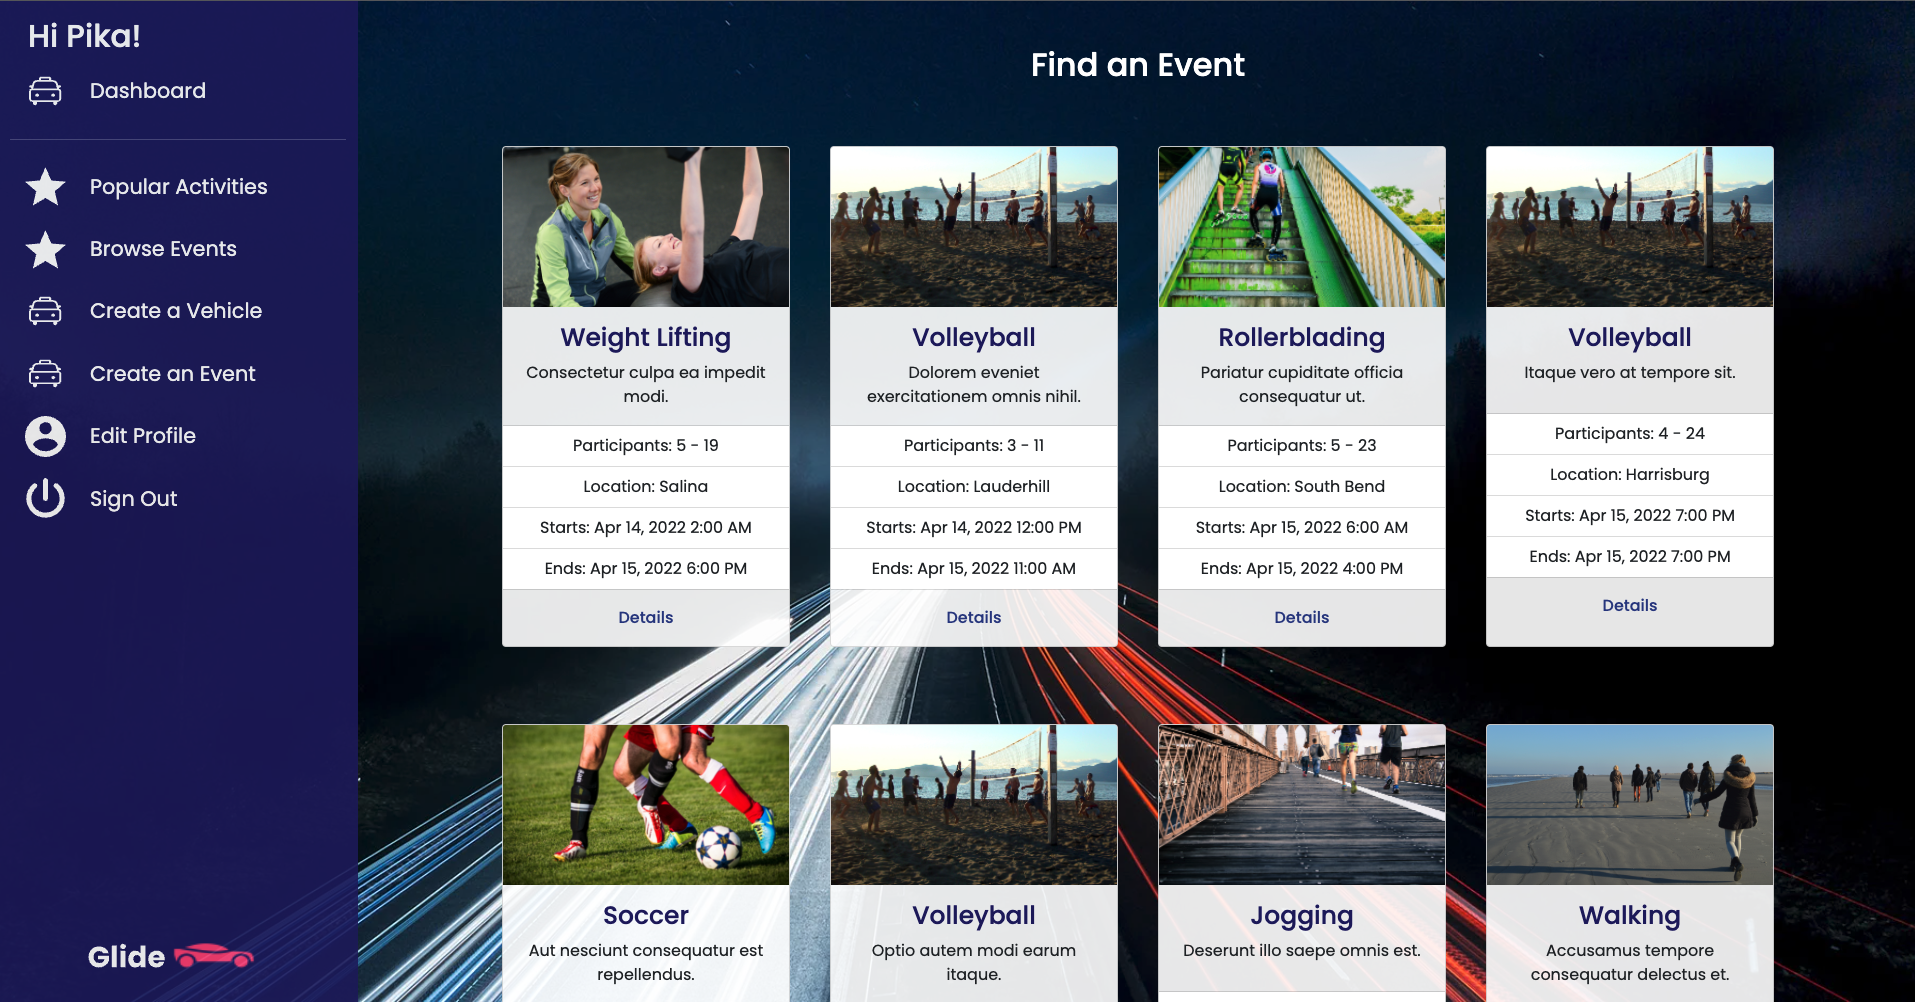 Hi Pika!
Dashboard
Popular Activities
Browse Events
Create a Vehicle
Create an Event
Edit Profile
Sign Out
Glide
Find an Event
Weight Lifting
Consectetur culpa ea impedit
modi.
Participants: 5 - 19
Location: Salina
Starts: Apr 14, 2022 2:00 AM
Ends: Apr 15, 2022 6:00 PM
Details
Volleyball
Dolorem eveniet
exercitationem omnis nihil.
Participants: 3 - 11
Location: Lauderhill
Starts: Apr 14, 2022 12:00 PM
Ends: Apr 15, 2022 11:00 AM
Details
Rollerblading
Pariatur cupiditate officia
consequatur ut.
Participants: 5 - 23
Location: South Bend
Starts: Apr 15, 2022 6:00 AM
Ends: Apr 15, 2022 4:00 PM
Details
Volleyball
Itaque vero at tempore sit.
Participants: 4 - 24
Location: Harrisburg
Starts: Apr 15, 2022 7:00 PM
Ends: Apr 15, 2022 7:00 PM
Details
Soccer
Aut nesciunt consequatur est
repellendus.
Volleyball
Optio autem modi earum
itaque.
Jogging
Deserunt illo saepe omnis est.
Walking
Accusamus tempore
consequatur delectus et.